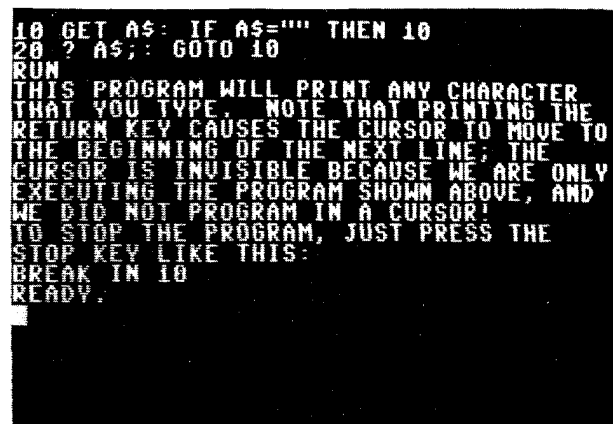 10 GET A$: IF A$="" THEN 10
20 ? A$;: GOTO 10
RUN
THIS PROGRAM WILL PRINT ANY CHARACTER
THAT YOU TYPE. NOTE THAT PRINTING THE
RETURN KEY CAUSES THE CURSOR TO MOVE TO
THE BEGINNING OF THE NEXT LINE; THE
CURSOR IS INVISIBLE BECAUSE WE ARE ONLY
EXECUTING THE PROGRAM SHOWN ABOVE, AND
WE DID NOT PROGRAM IN A CURSOR!
TO STOP THE PROGRAM, JUST PRESS THE
STOP KEY LIKE THIS:
BREAK IN 10
READY.